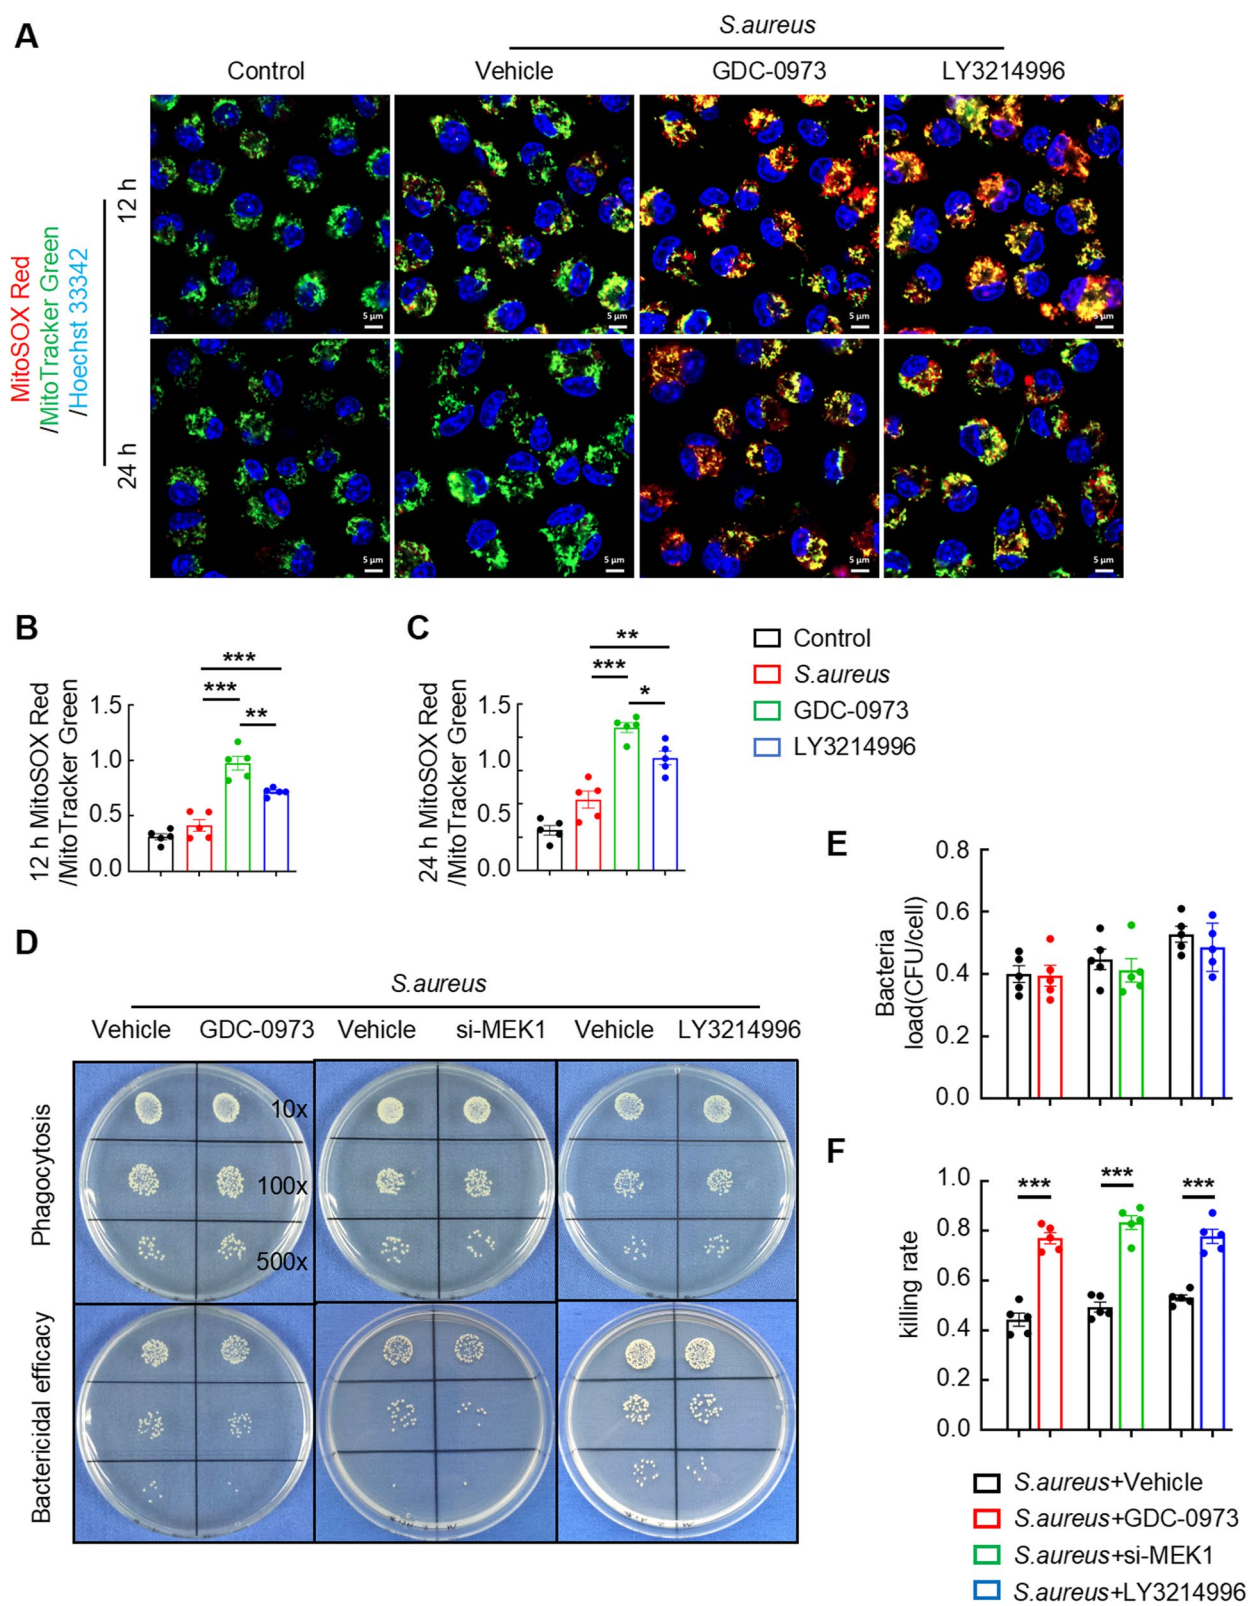 A
S.aureus
Control
Vehicle
GDC-0973
LY3214996
MitoSOX Red
/MitoTracker Green
/Hoechst 33342
12 h
24 h
5 µm
5 µm
5 µm
5 µm
5 µm
5 µm
5 µm
5 µm
B
12 h MitoSOX Red
/MitoTracker Green
1.5
1.0
0.5
0.0
***
***
**
C
24 h MitoSOX Red
/MitoTracker Green
1.5
1.0
0.5
0.0
**
***
*
Control
S.aureus
GDC-0973
LY3214996
D
S.aureus
Vehicle
GDC-0973
Vehicle
si-MEK1
Vehicle
LY3214996
Phagocytosis
10x
100x
500x
Bactericidal efficacy
E
Bacteria
load(CFU/cell)
0.8
0.6
0.4
0.2
0.0
F
killing rate
1.0
0.8
0.6
0.4
0.2
0.0
***
***
***
S.aureus+Vehicle
S.aureus+GDC-0973
S.aureus+si-MEK1
S.aureus+LY3214996